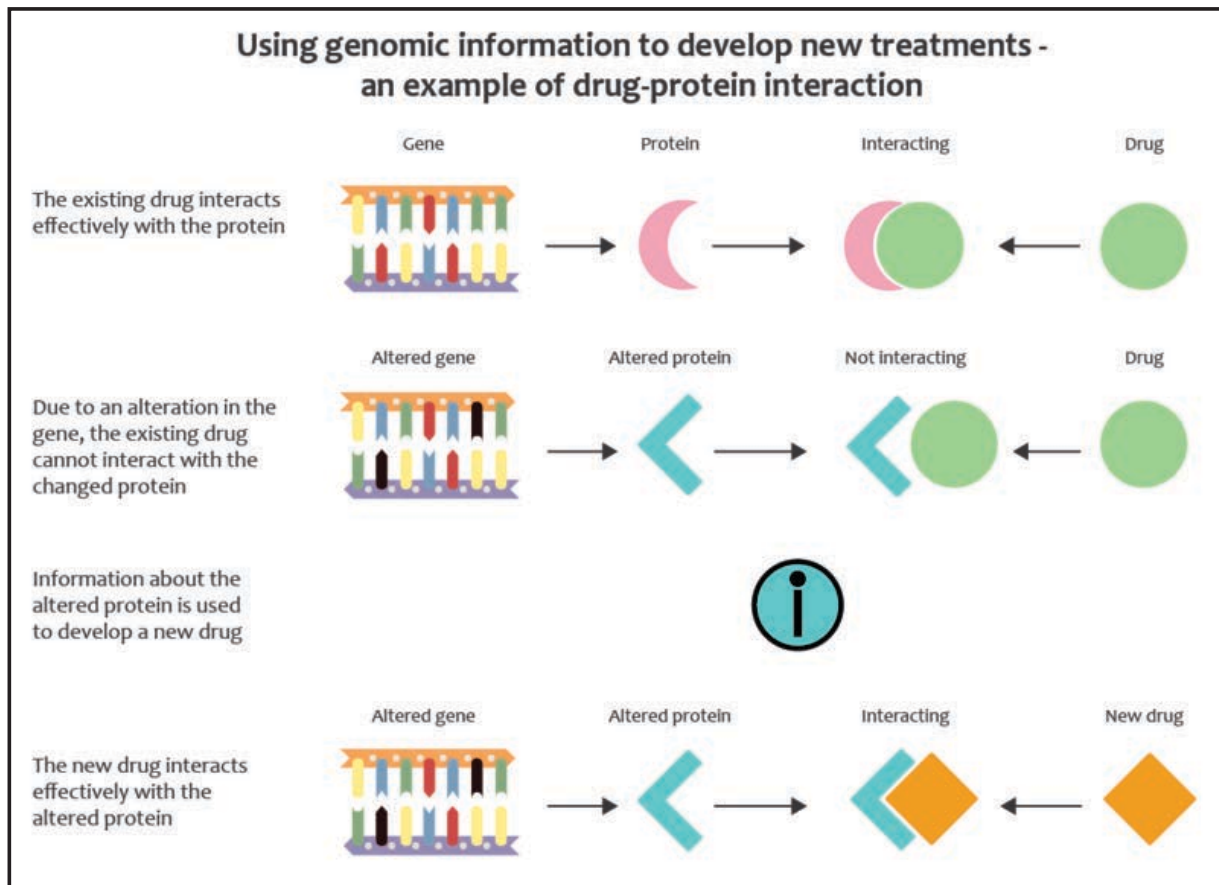 Using genomic information to develop new treatments -
an example of drug-protein interaction
Gene Protein Interacting Drug
The existing drug interacts
effectively with the protein
Altered gene Altered protein Not interacting Drug
Due to an alteration in the
gene, the existing drug
cannot interact with the
changed protein
Information about the
altered protein is used
to develop a new drug
i
Altered gene Altered protein Interacting New drug
The new drug interacts
effectively with the
altered protein